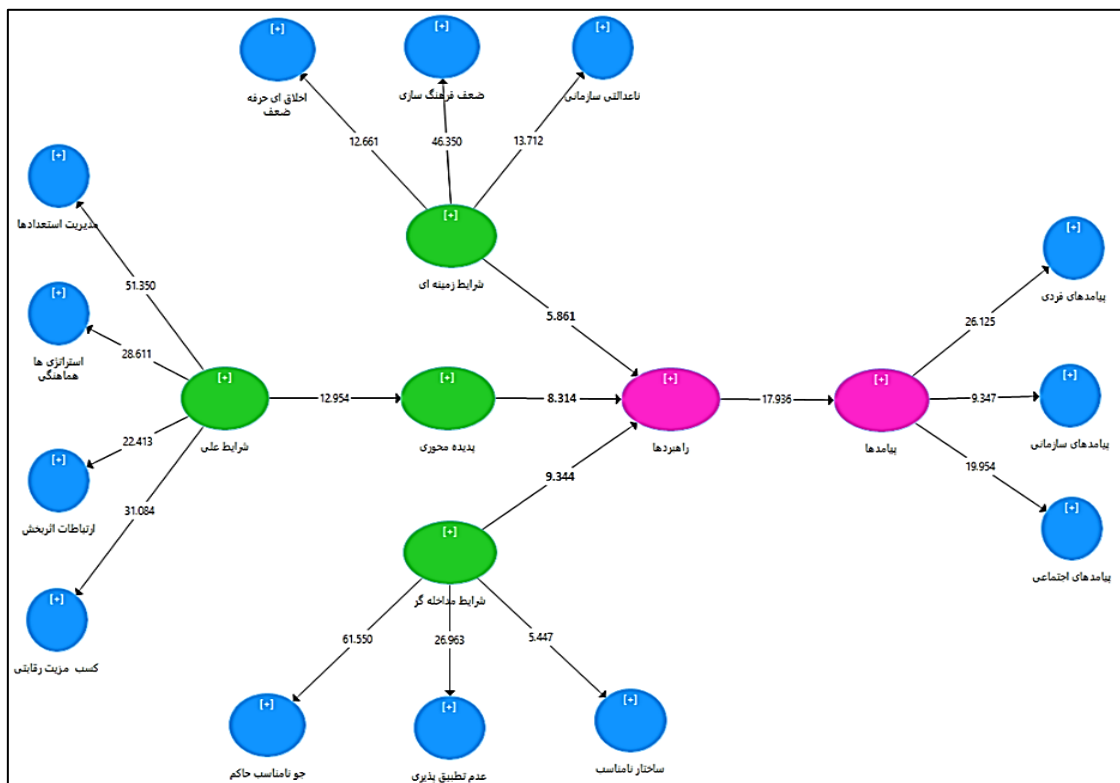 [+]
[+]
[+]
اخلاق ای حرفه
ضعف
ضعف فرهنگ سازی
ناعدالتی سازمانی
12.661
46.350
13.712
[+]
مدیریت استعدادها
[+]
شرایط زمینه ای
[+]
پیامدهای فردی
51.350
5.861
26.125
[+]
استراتژی ها
هماهنگی
28.611
[+]
شرایط علی
12.954
[+]
پدیده محوری
8.314
[+]
راهبردها
17.936
[+]
پیامدها
9.347
[+]
پیامدهای سازمانی
22.413
[+]
ارتباطات اثربخش
31.084
9.344
19.954
[+]
پیامدهای اجتماعی
[+]
شرایط مداخله گر
[+]
کسب مزیت رقابتی
61.550
26.963
5.447
[+]
جو نامناسب حاکم
[+]
عدم تطبیق پذیری
[+]
ساختار نامناسب